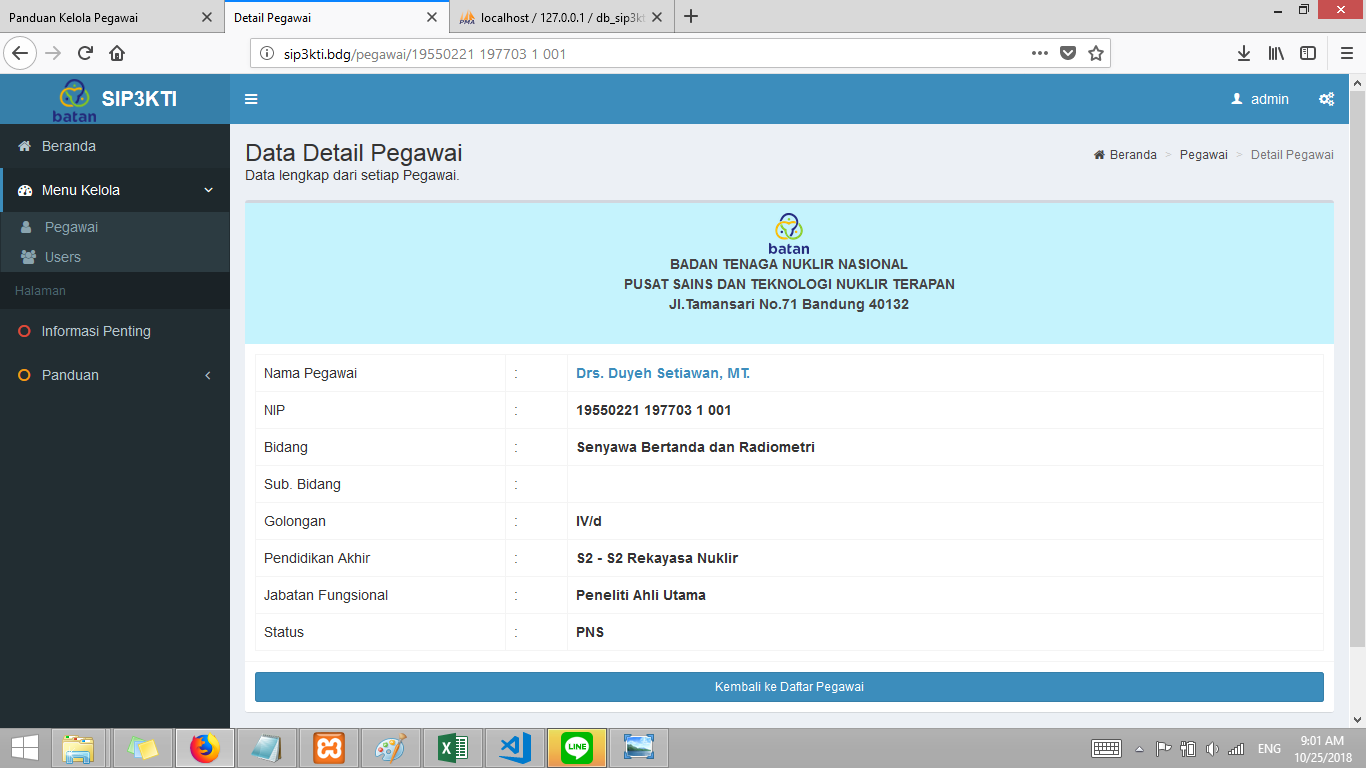 Panduan Kelola Pegawai
Detail Pegawai
localhost / 127.0.0.1 / db_sip3kt
sip3kti.bdg/pegawai/19550221 197703 1 001
batan
SIP3KTI
admin
Beranda
Menu Kelola
Pegawai
Users
Halaman
Informasi Penting
Panduan
Data Detail Pegawai
Data lengkap dari setiap Pegawai.
Beranda > Pegawai > Detail Pegawai
batan
BADAN TENAGA NUKLIR NASIONAL
PUSAT SAINS DAN TEKNOLOGI NUKLIR TERAPAN
Jl.Tamansari No.71 Bandung 40132
Nama Pegawai : Drs. Duyeh Setiawan, MT.
NIP : 19550221 197703 1 001
Bidang : Senyawa Bertanda dan Radiometri
Sub. Bidang :
Golongan : IV/d
Pendidikan Akhir : S2 - S2 Rekayasa Nuklir
Jabatan Fungsional : Peneliti Ahli Utama
Status : PNS
Kembali ke Daftar Pegawai
LINE
ENG
9:01 AM
10/25/2018